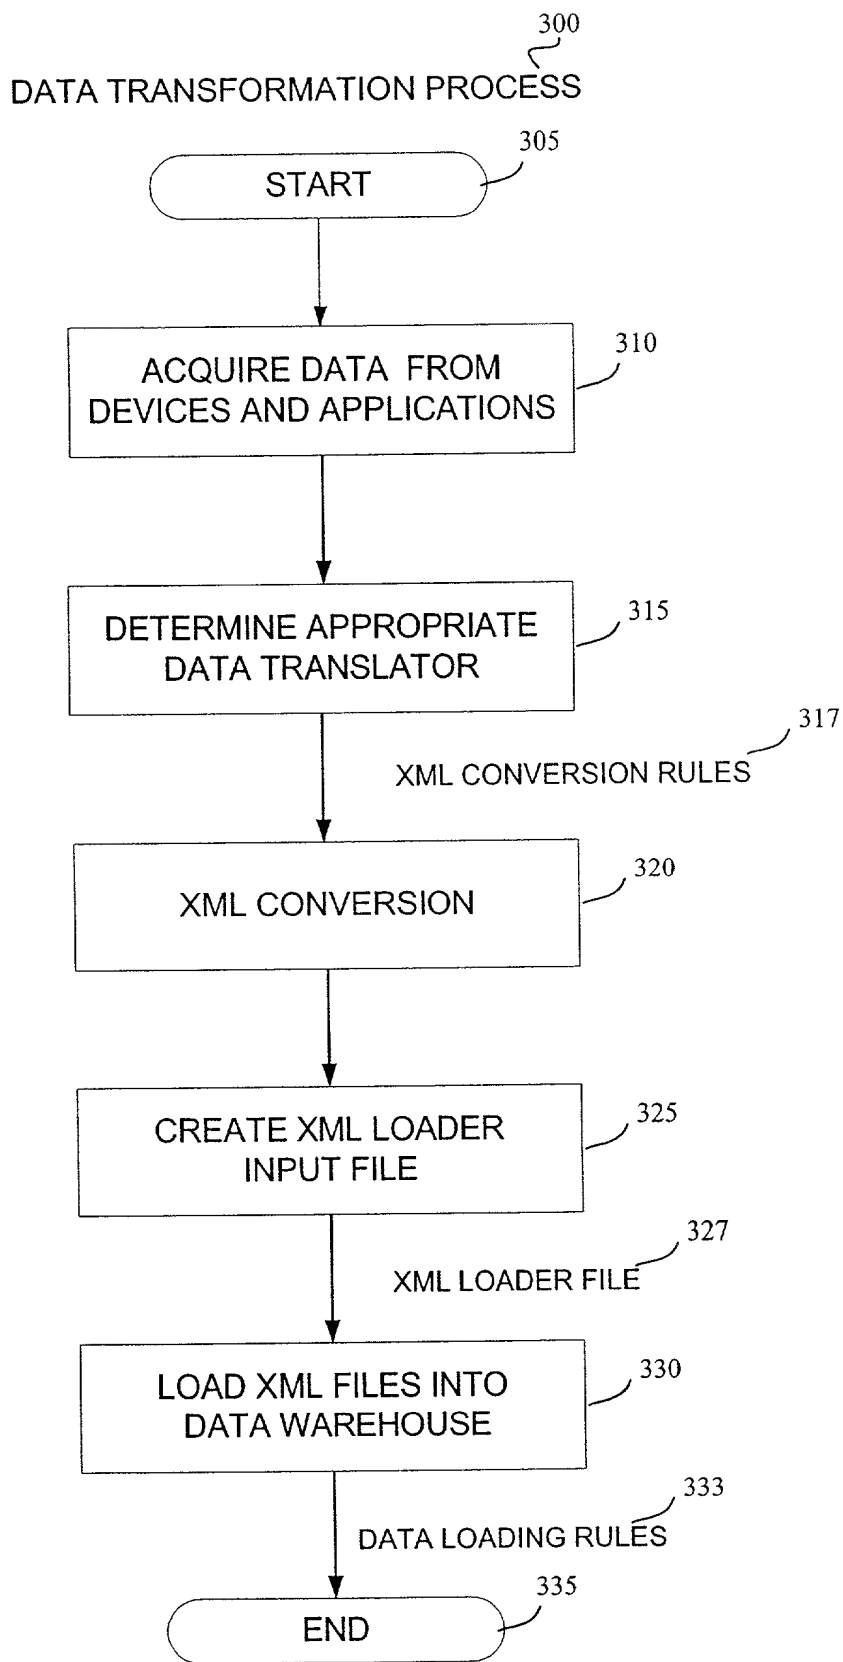 300
DATA TRANSFORMATION PROCESS
305
START
310
ACQUIRE DATA FROM
DEVICES AND APPLICATIONS
315
DETERMINE APPROPRIATE
DATA TRANSLATOR
317
XML CONVERSION RULES
320
XML CONVERSION
325
CREATE XML LOADER
INPUT FILE
327
XML LOADER FILE
330
LOAD XML FILES INTO
DATA WAREHOUSE
333
DATA LOADING RULES
335
END